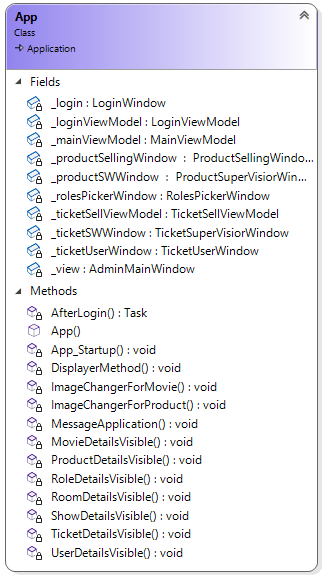 App
Class
Application
Fields
_login : LoginWindow
_loginViewModel : LoginViewModel
_mainViewModel : MainViewModel
_productSellingWindow : ProductSellingWindo...
_productSWWindow : ProductSuperVisiorWin...
_rolesPickerWindow : RolesPickerWindow
_ticketSellViewModel : TicketSellViewModel
_ticketSWWindow : TicketSuperVisiorWindow
_ticketUserWindow : TicketUserWindow
_view : AdminMainWindow
Methods
AfterLogin() : Task
App()
App_Startup() : void
DisplayerMethod() : void
ImageChangerForMovie() : void
ImageChangerForProduct() : void
MessageApplication() : void
MovieDetailsVisible() : void
ProductDetailsVisible() : void
RoleDetailsVisible() : void
RoomDetailsVisible() : void
ShowDetailsVisible() : void
TicketDetailsVisible() : void
UserDetailsVisible() : void